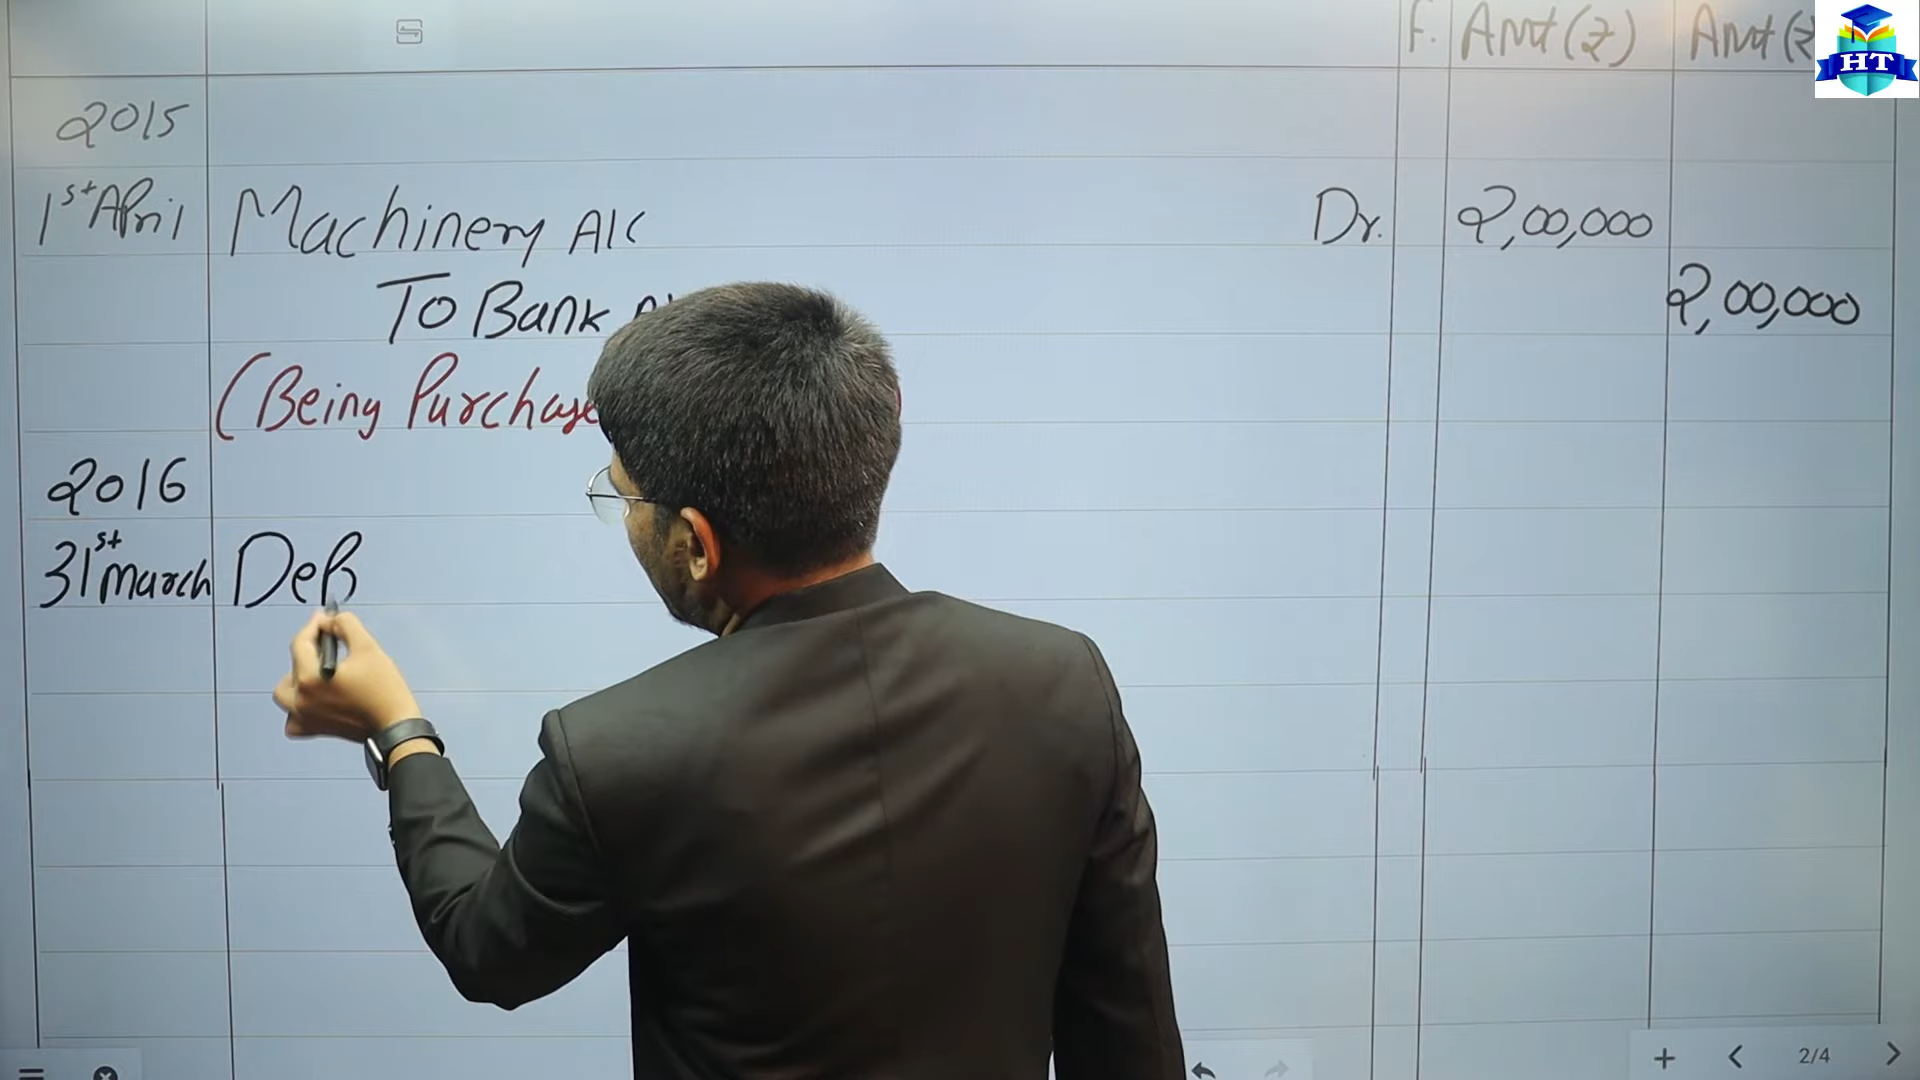 F. Amt (₹) Amt (₹
HT
2015
1st April Machinery A/C Dr. 2,00,000
To Bank 2,00,000
(Being Purchase
2016
31st March Dep
2/4